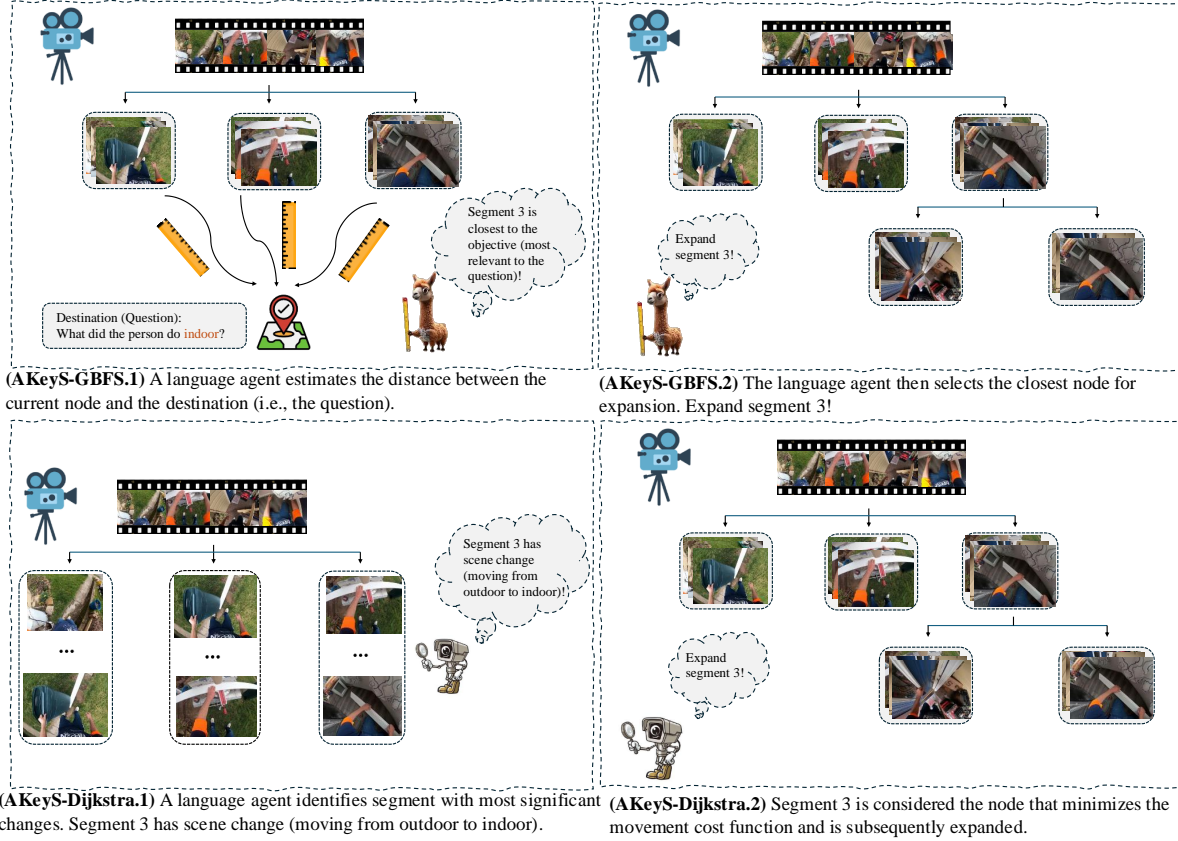 Segment 3 is
closest to the
objective (most
relevant to the
question)!
Destination (Question):
What did the person do indoor?
(AKeyS-GBFS.1) A language agent estimates the distance between the
current node and the destination (i.e., the question).
Expand
segment 3!
(AKeyS-GBFS.2) The language agent then selects the closest node for
expansion. Expand segment 3!
Segment 3 has
scene change
(moving from
outdoor to indoor)!
...
...
...
(AKeyS-Dijkstra.1) A language agent identifies segment with most significant
changes. Segment 3 has scene change (moving from outdoor to indoor).
Expand
segment 3!
(AKeyS-Dijkstra.2) Segment 3 is considered the node that minimizes the
movement cost function and is subsequently expanded.